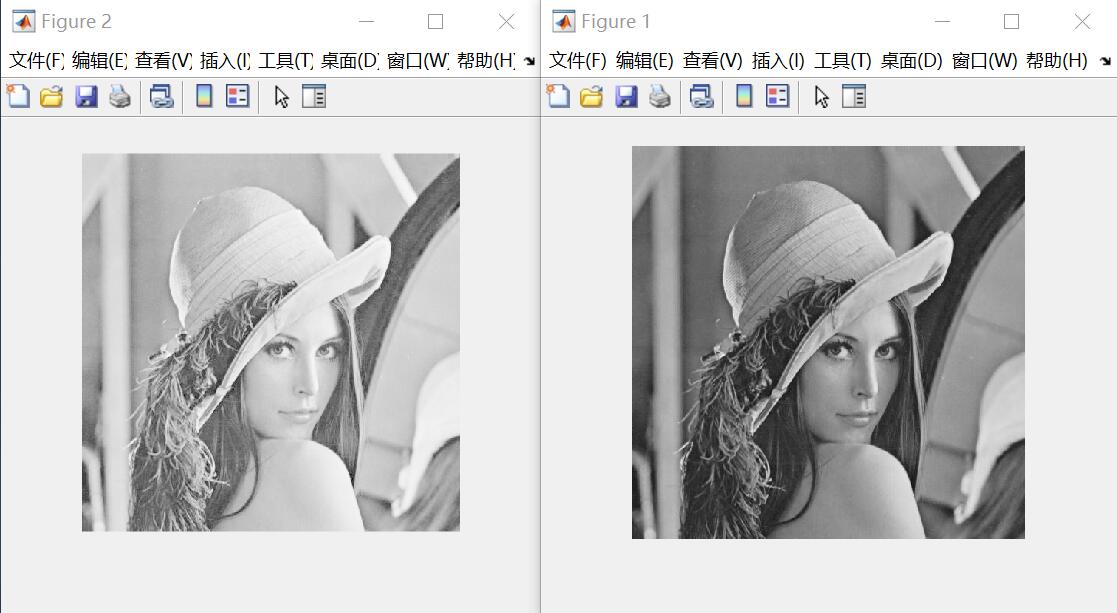 Figure 2
文件(F) 编辑(E) 查看(V) 插入(I) 工具(T) 桌面(D) 窗口(W) 帮助(H)
Figure 1
文件(F) 编辑(E) 查看(V) 插入(I) 工具(T) 桌面(D) 窗口(W) 帮助(H)